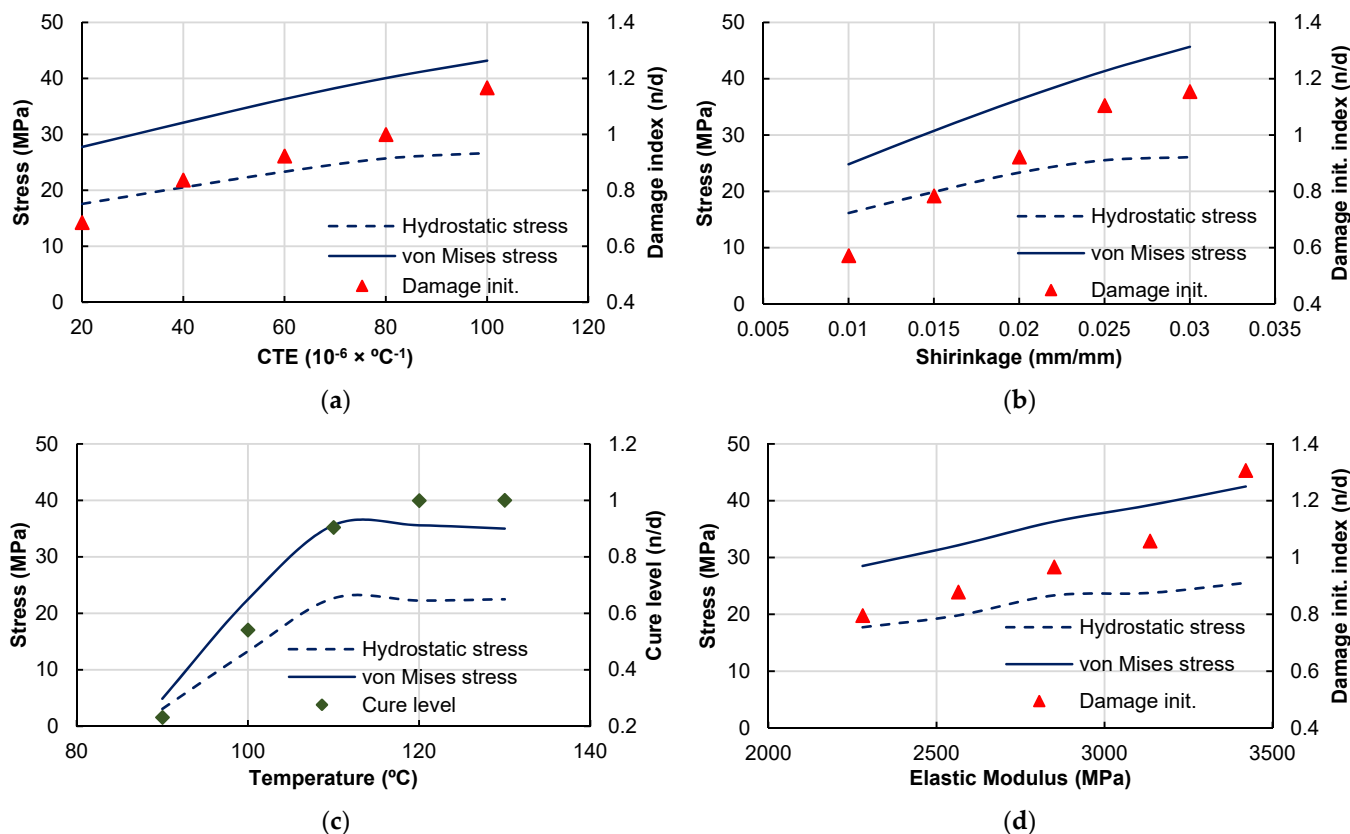 50
40
30
20
10
0
Stress (MPa)
1.4
1.2
1
0.8
0.6
0.4
Damage index (n/d)
Hydrostatic stress
von Mises stress
Damage init.
20 40 60 80 100 120
CTE (10⁻⁶ × ºC⁻¹)
(a)
50
40
30
20
10
0
Stress (MPa)
1.4
1.2
1
0.8
0.6
0.4
Damage init. index (n/d)
Hydrostatic stress
von Mises stress
Damage init.
0.005 0.01 0.015 0.02 0.025 0.03 0.035
Shirinkage (mm/mm)
(b)
50
40
30
20
10
0
Stress (MPa)
1.2
1
0.8
0.6
0.4
0.2
Cure level (n/d)
Hydrostatic stress
von Mises stress
Cure level
80 100 120 140
Temperature (ºC)
(c)
50
40
30
20
10
0
Stress (MPa)
1.4
1.2
1
0.8
0.6
0.4
Damage init. index (n/d)
Hydrostatic stress
von Mises stress
Damage init.
2000 2500 3000 3500
Elastic Modulus (MPa)
(d)